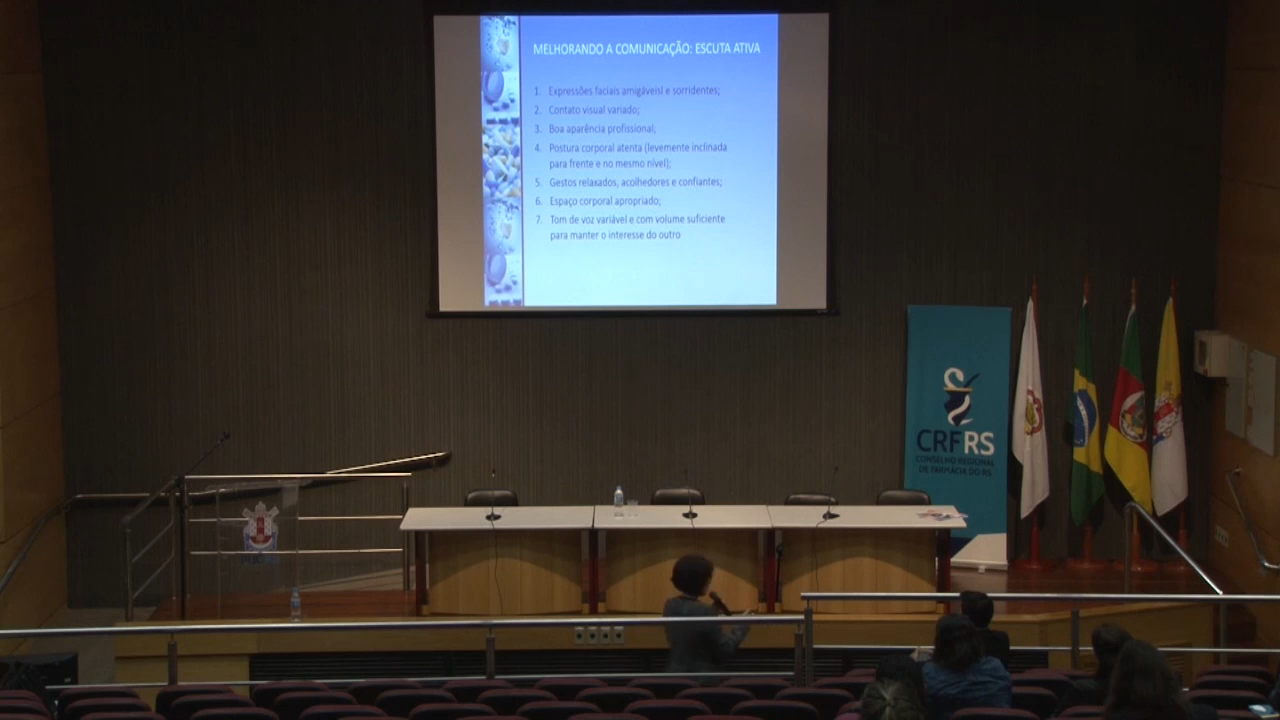 MELHORANDO A COMUNICAÇÃO: ESCUTA ATIVA
1. Expressões faciais amigáveisl e sorridentes;
2. Contato visual variado;
3. Boa aparência profissional;
4. Postura corporal atenta (levemente inclinada
para frente e no mesmo nível);
5. Gestos relaxados, acolhedores e confiantes;
6. Espaço corporal apropriado;
7. Tom de voz variável e com volume suficiente
para manter o interesse do outro
CRFRS
CONSELHO REGIONAL
DE FARMÁCIA DO RS